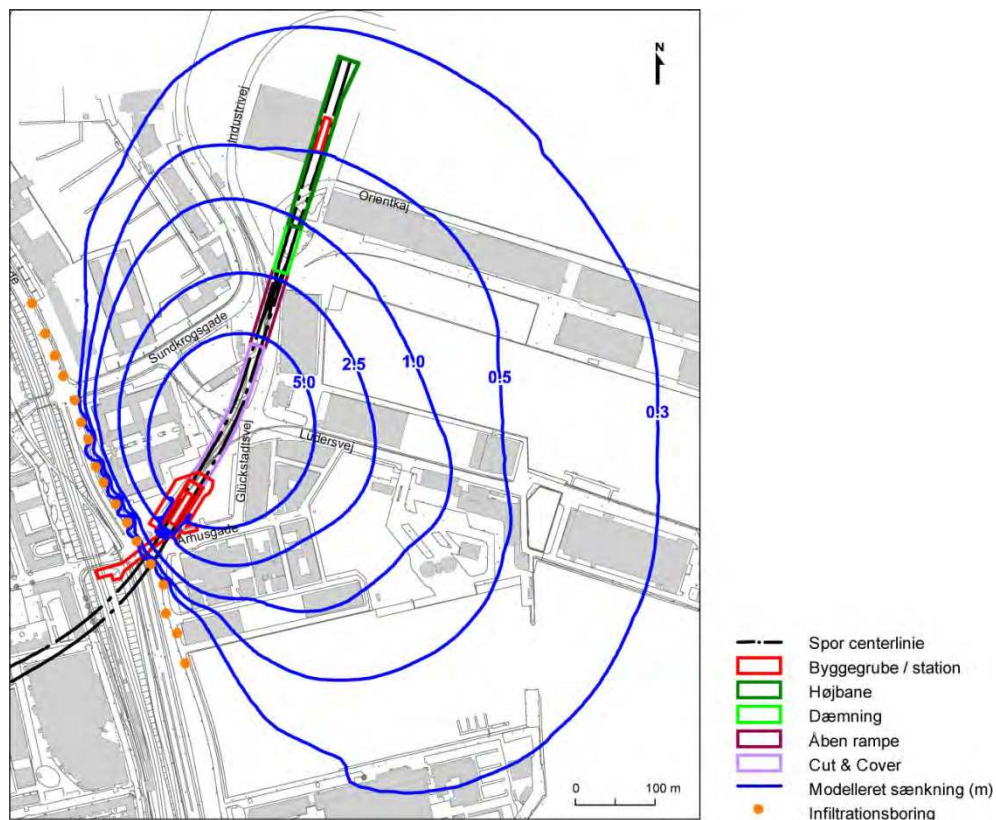 N
Industrivej
Orientkaj
Sundkrogsgade
5.0
2.5
1.0
0.5
0.3
Lüdersvej
Glückstadtsvej
Århusgade
0
100 m
Spor centerlinie
Byggegrube / station
Højbane
Dæmning
Åben rampe
Cut & Cover
Modelleret sænkning (m)
Infiltrationsboring